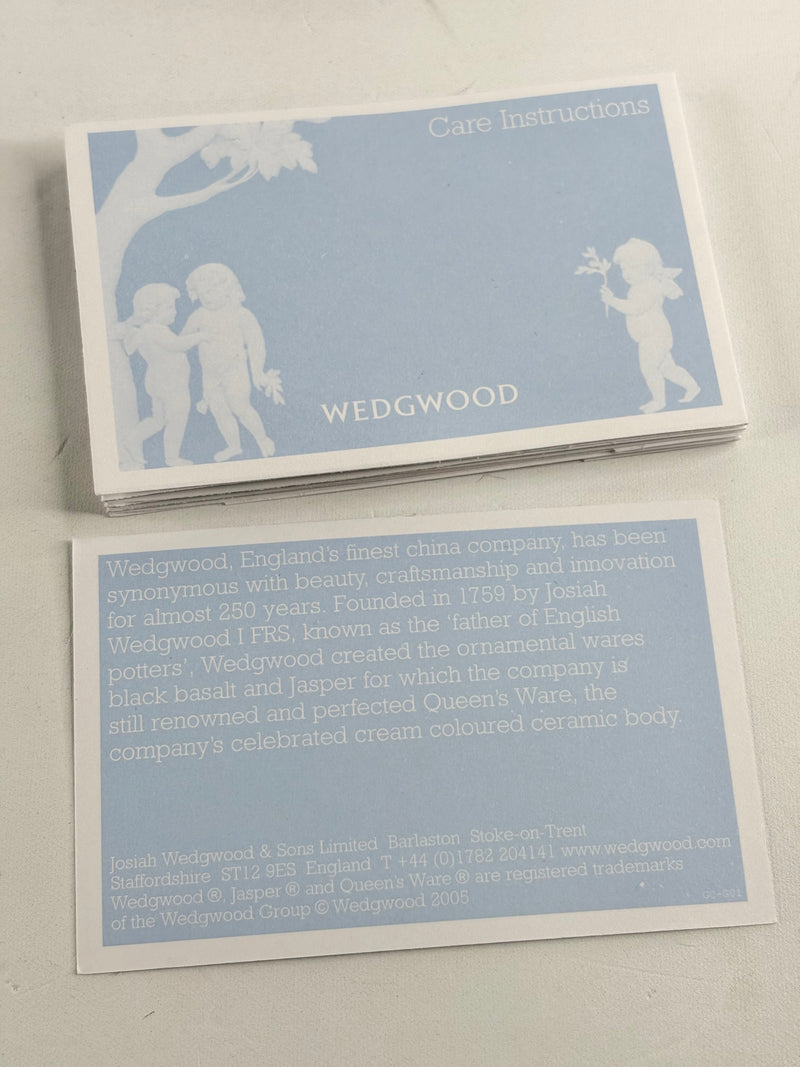 Care Instructions
WEDGWOOD
Wedgwood, England's finest china company, has been
synonymous with beauty, craftsmanship and innovation
for almost 250 years. Founded in 1759 by Josiah
Wedgwood I FRS, known as the 'father of English
potters', Wedgwood created the ornamental wares
black basalt and Jasper for which the company is
still renowned and perfected Queen's Ware, the
company's celebrated cream coloured ceramic body.
Josiah Wedgwood & Sons Limited Barlaston Stoke-on-Trent
Staffordshire ST12 9ES England T +44 (0)1782 204141 www.wedgwood.com
Wedgwood ®, Jasper ® and Queen's Ware ® are registered trademarks
of the Wedgwood Group © Wedgwood 2005